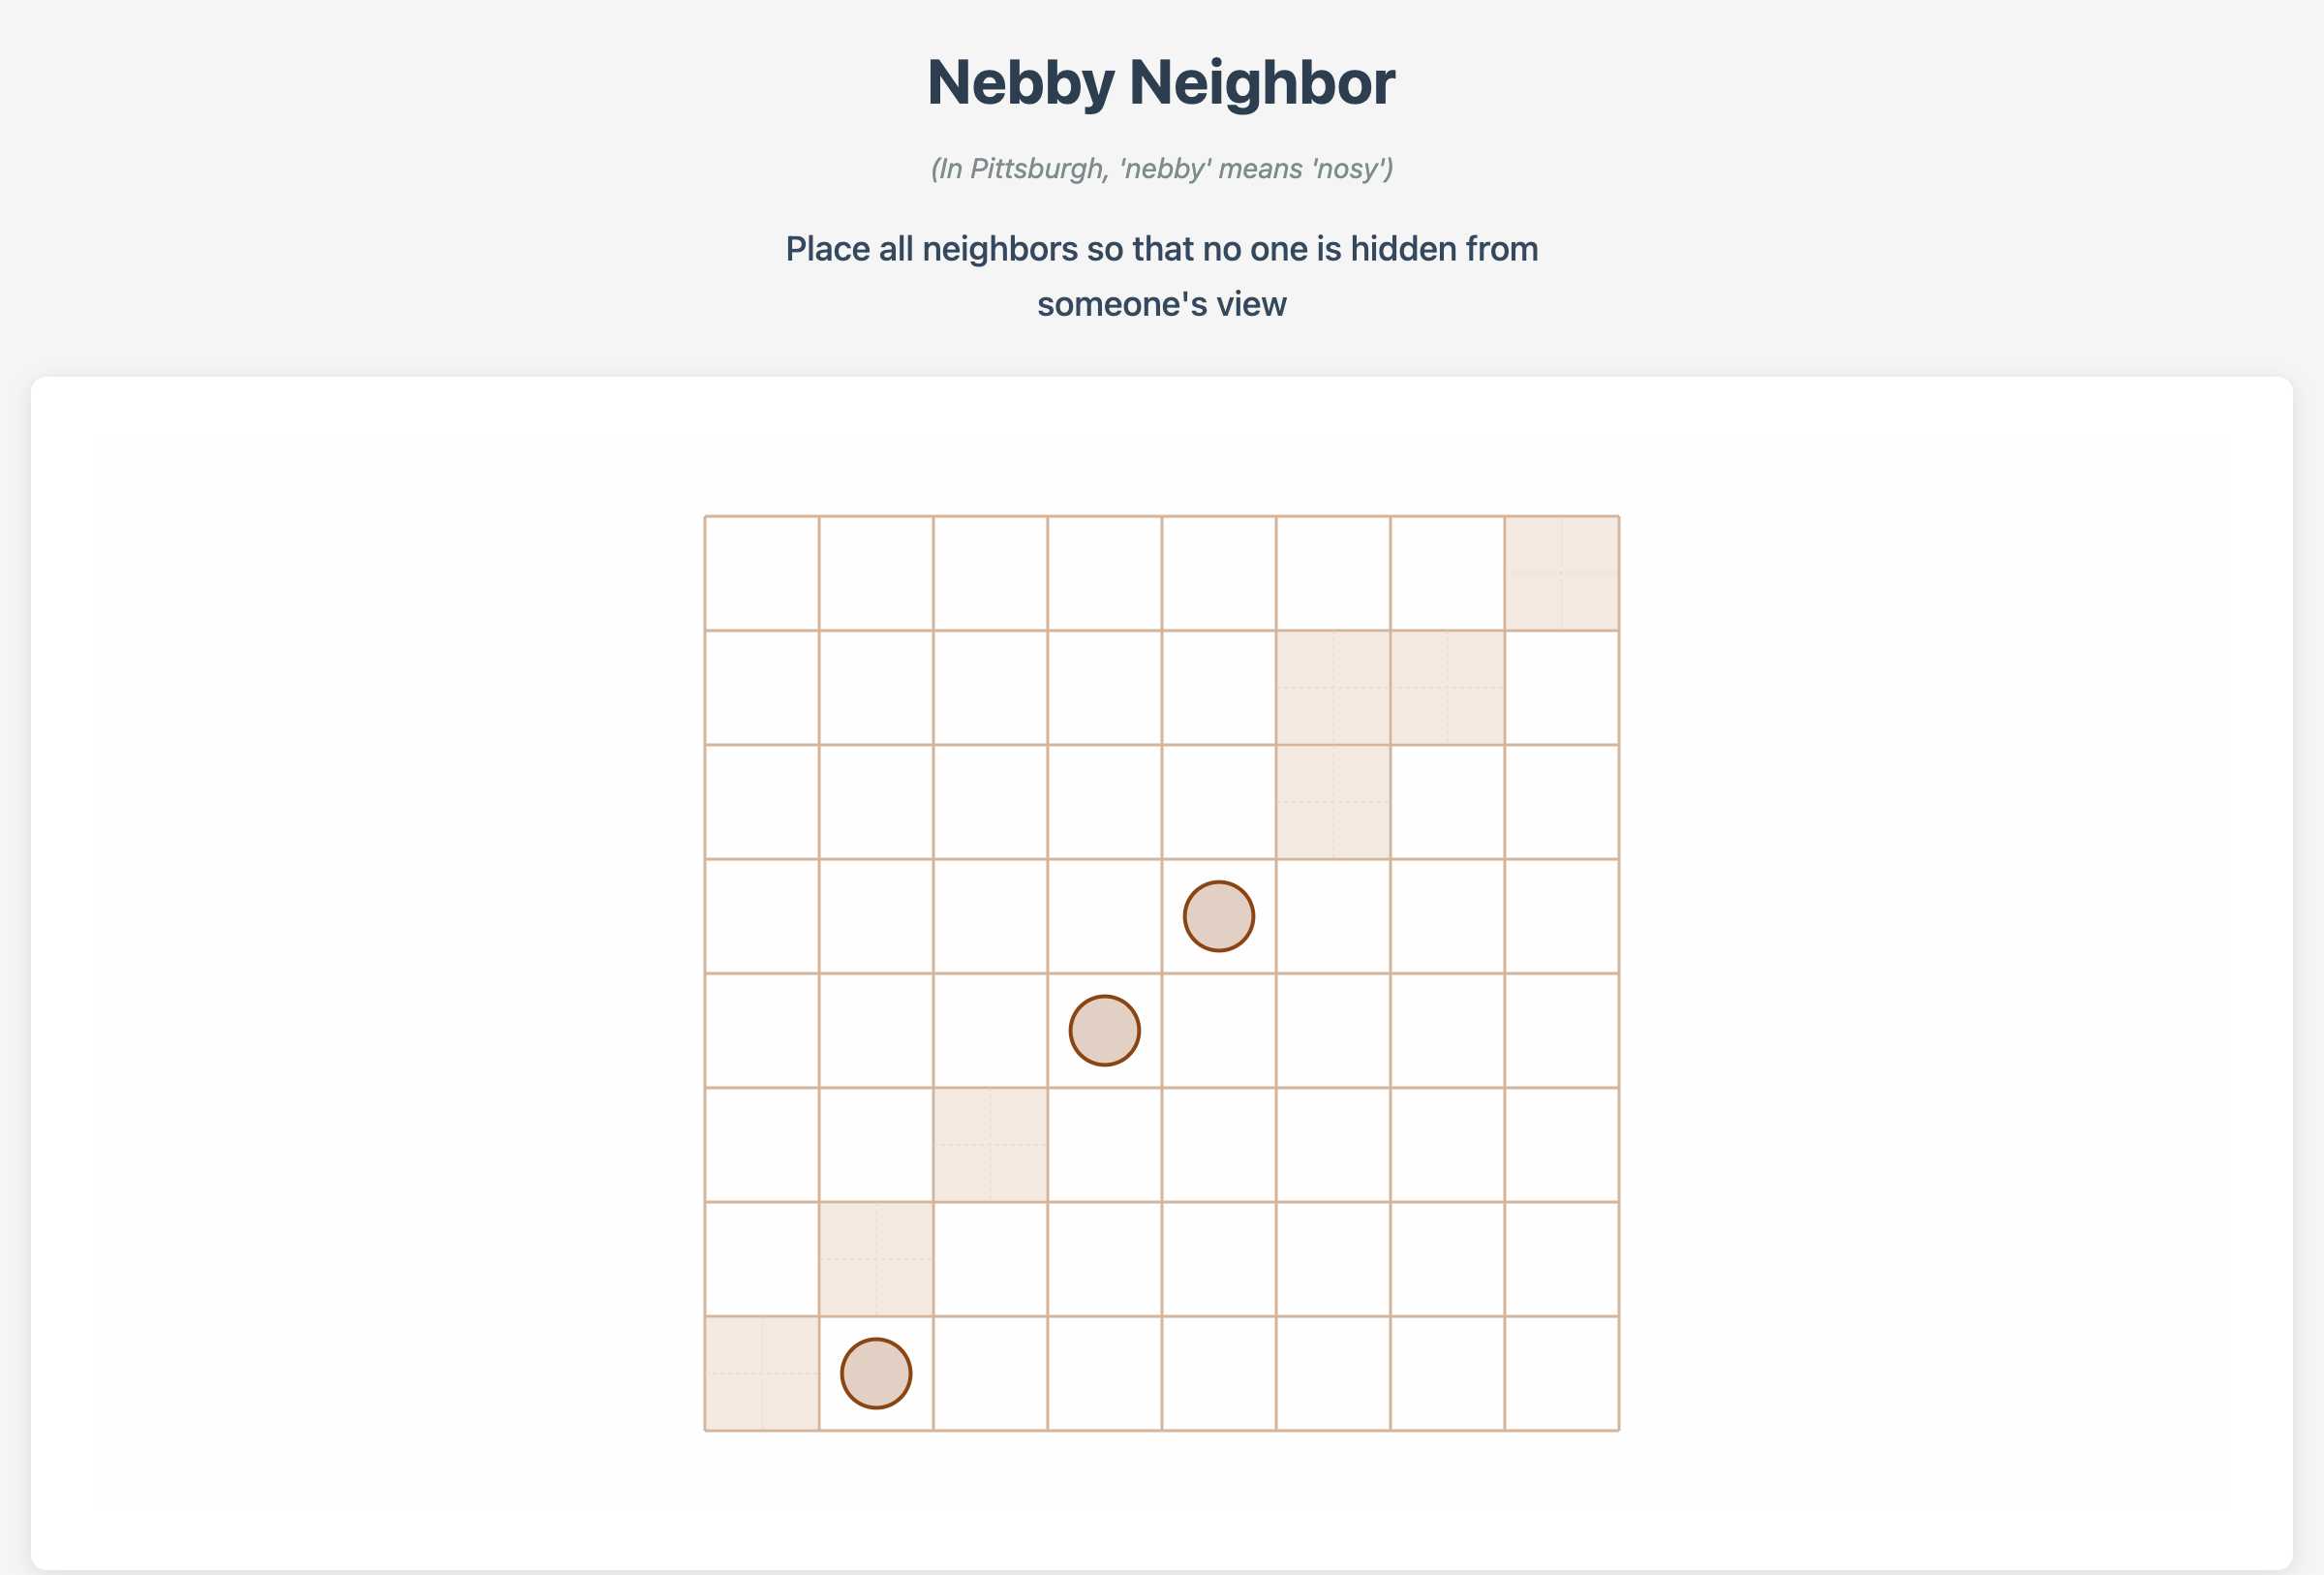 Nebby Neighbor
(In Pittsburgh, 'nebby' means 'nosy')
Place all neighbors so that no one is hidden from
someone's view